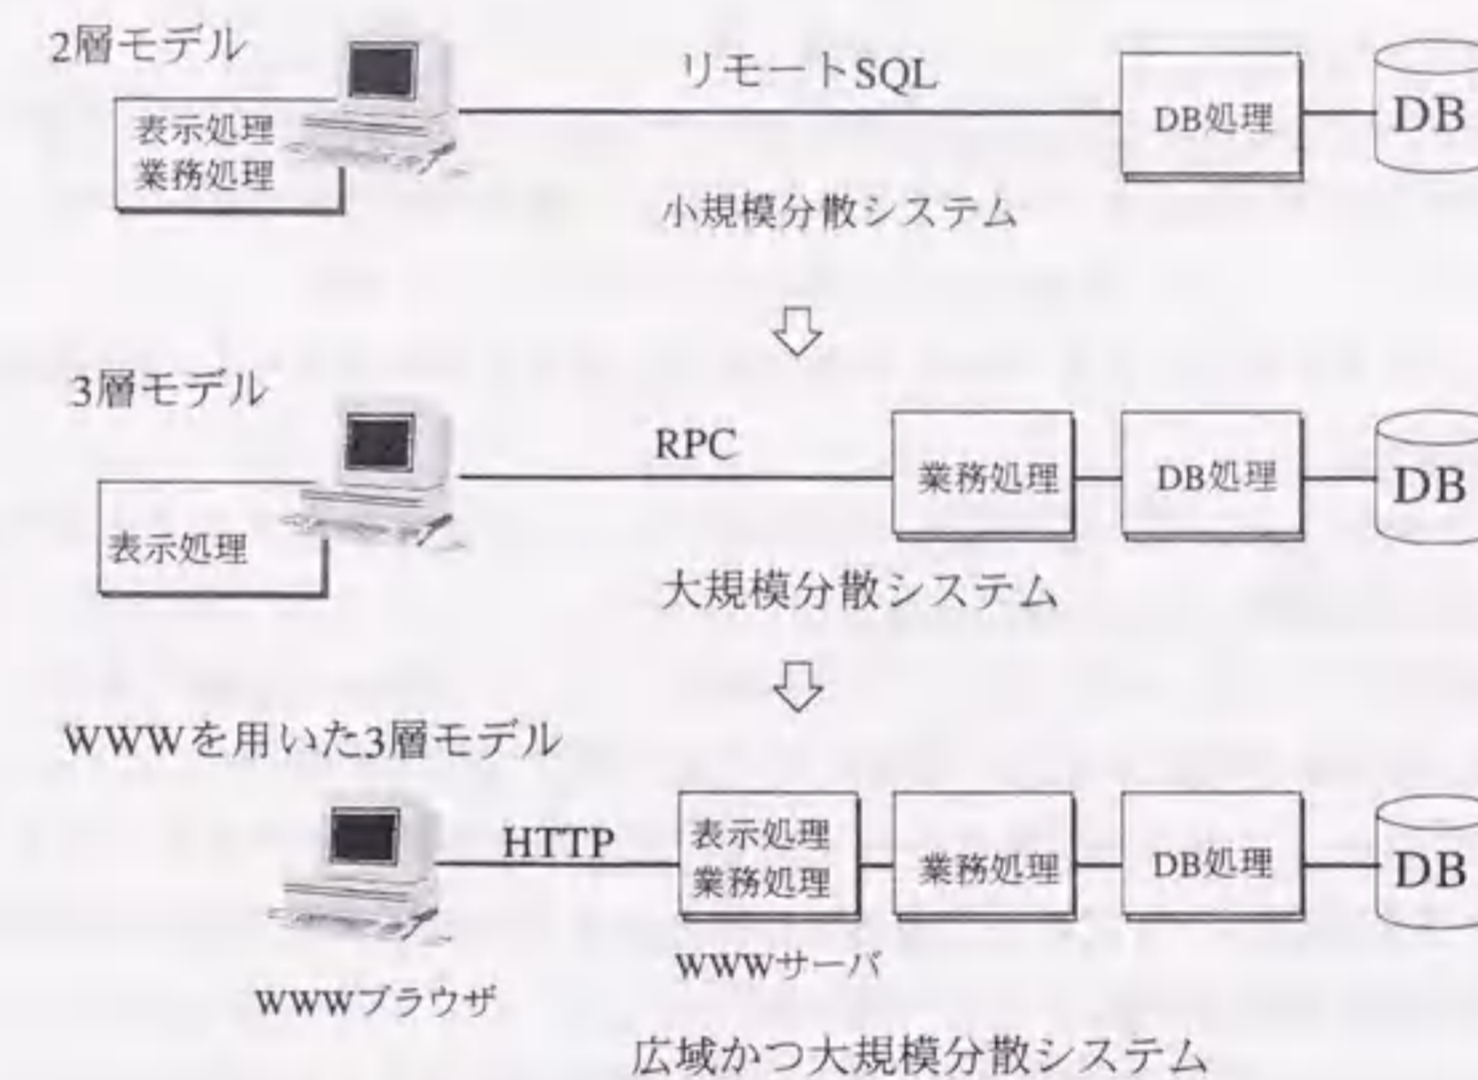 2層モデル
リモートSQL
表示処理
業務処理
DB処理
DB
小規模分散システム
3層モデル
RPC
表示処理
業務処理
DB処理
DB
大規模分散システム
WWWを用いた3層モデル
HTTP
表示処理
業務処理
業務処理
DB処理
DB
WWWサーバ
WWWブラウザ
広域かつ大規模分散システム